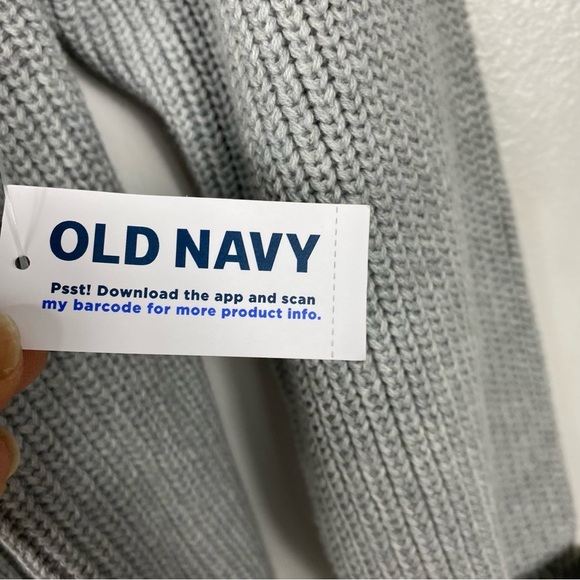 OLD NAVY
Psst! Download the app and scan
my barcode for more product info.